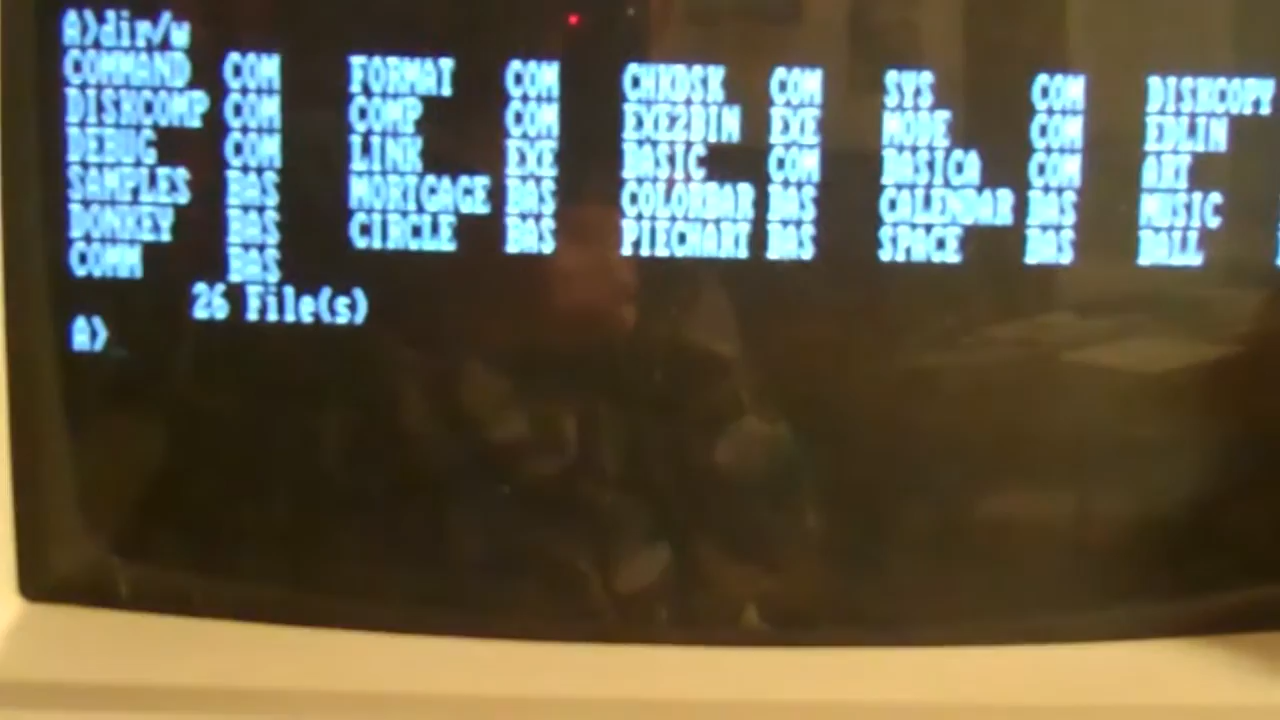 A>dir/w
COMMAND COM FORMAT COM CHKDSK COM SYS COM DISKCOPY
DISKCOMP COM COMP COM EXE2BIN EXE MODE COM EDLIN
DEBUG COM LINK EXE BASIC COM BASICA COM ART
SAMPLES BAS MORTGAGE BAS COLORBAR BAS CALENDAR BAS MUSIC
DONKEY BAS CIRCLE BAS PIECHART BAS SPACE BAS BALL
COMM BAS
26 File(s)
A>